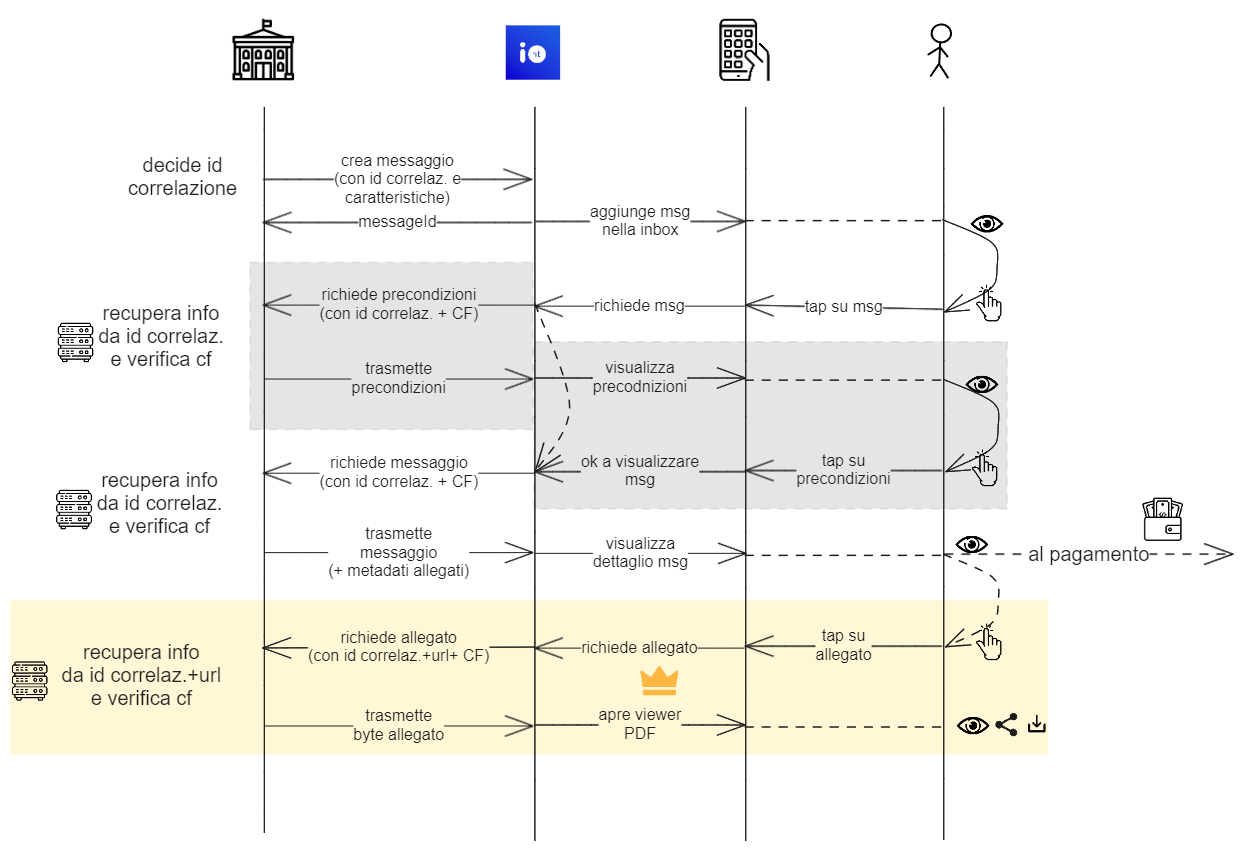 io
decide id
correlazione
crea messaggio
(con id correlaz. e
caratteristiche)
messageId
aggiunge msg
nella inbox
recupera info
da id correlaz.
e verifica cf
richiede precondizioni
(con id correlaz. + CF)
richiede msg
tap su msg
trasmette
precondizioni
visualizza
precodnizioni
recupera info
da id correlaz.
e verifica cf
richiede messaggio
(con id correlaz. + CF)
ok a visualizzare
msg
tap su
precondizioni
trasmette
messaggio
(+ metadati allegati)
visualizza
dettaglio msg
al pagamento
recupera info
da id correlaz.+url
e verifica cf
richiede allegato
(con id correlaz.+url+ CF)
richiede allegato
tap su
allegato
trasmette
byte allegato
apre viewer
PDF